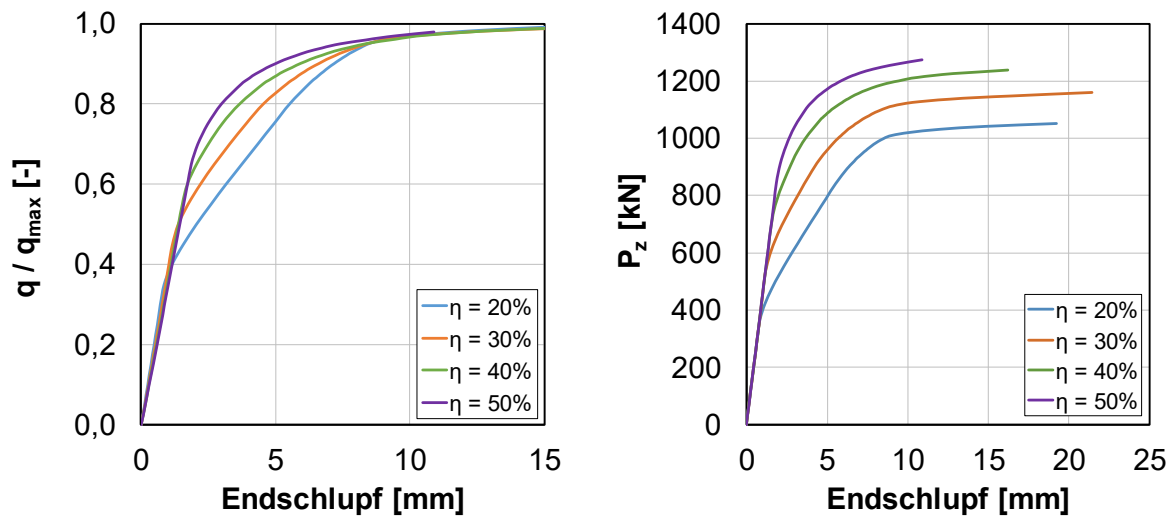 q / qmax [-]
1,0
0,8
0,6
0,4
0,2
0,0
0
5
10
15
Endschlupf [mm]
η = 20%
η = 30%
η = 40%
η = 50%
Pz [kN]
1400
1200
1000
800
600
400
200
0
0
5
10
15
20
25
Endschlupf [mm]
η = 20%
η = 30%
η = 40%
η = 50%